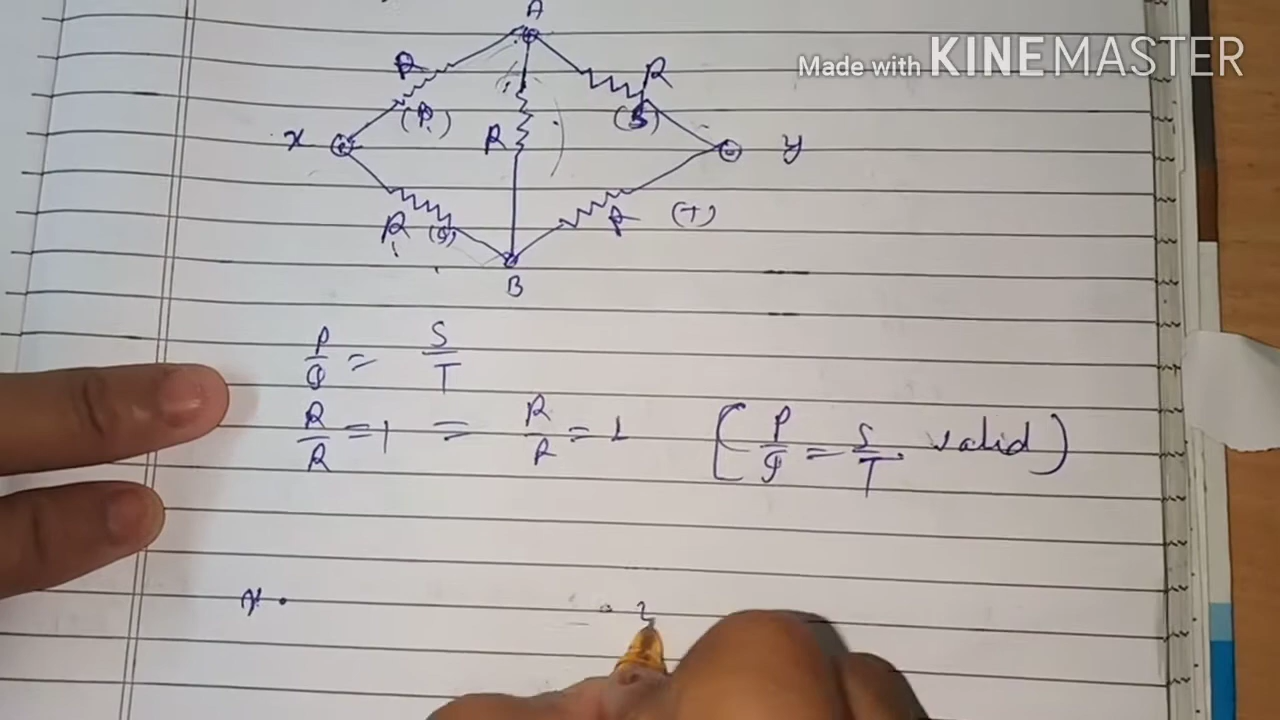 A
Made with KINEMASTER
R R
(P) (S)
X R Y
R (Q) R (T)
B
P/Q = S/T
R/R = 1 = R/R = 1 (P/Q = S/T valid)
X